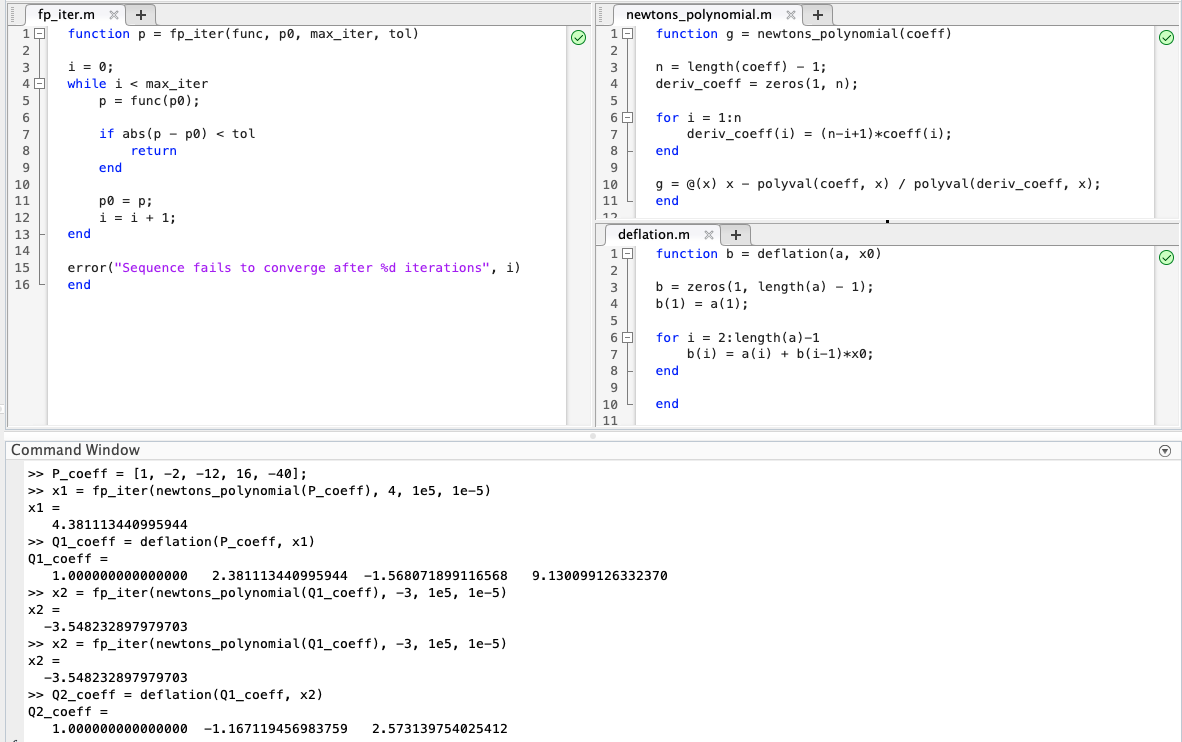 fp_iter.m
1 function p = fp_iter(func, p0, max_iter, tol)
2
3 i = 0;
4 while i < max_iter
5 p = func(p0);
6
7 if abs(p - p0) < tol
8 return
9 end
10
11 p0 = p;
12 i = i + 1;
13 end
14
15 error("Sequence fails to converge after %d iterations", i)
16 end
newtons_polynomial.m
1 function g = newtons_polynomial(coeff)
2
3 n = length(coeff) - 1;
4 deriv_coeff = zeros(1, n);
5
6 for i = 1:n
7 deriv_coeff(i) = (n-i+1)*coeff(i);
8 end
9
10 g = @(x) x - polyval(coeff, x) / polyval(deriv_coeff, x);
11 end
12
deflation.m
1 function b = deflation(a, x0)
2
3 b = zeros(1, length(a) - 1);
4 b(1) = a(1);
5
6 for i = 2:length(a)-1
7 b(i) = a(i) + b(i-1)*x0;
8 end
9
10 end
11
Command Window
>> P_coeff = [1, -2, -12, 16, -40];
>> x1 = fp_iter(newtons_polynomial(P_coeff), 4, 1e5, 1e-5)
x1 =
4.381113440995944
>> Q1_coeff = deflation(P_coeff, x1)
Q1_coeff =
1.000000000000000 2.381113440995944 -1.568071899116568 9.130099126332370
>> x2 = fp_iter(newtons_polynomial(Q1_coeff), -3, 1e5, 1e-5)
x2 =
-3.548232897979703
>> x2 = fp_iter(newtons_polynomial(Q1_coeff), -3, 1e5, 1e-5)
x2 =
-3.548232897979703
>> Q2_coeff = deflation(Q1_coeff, x2)
Q2_coeff =
1.000000000000000 -1.167119456983759 2.573139754025412